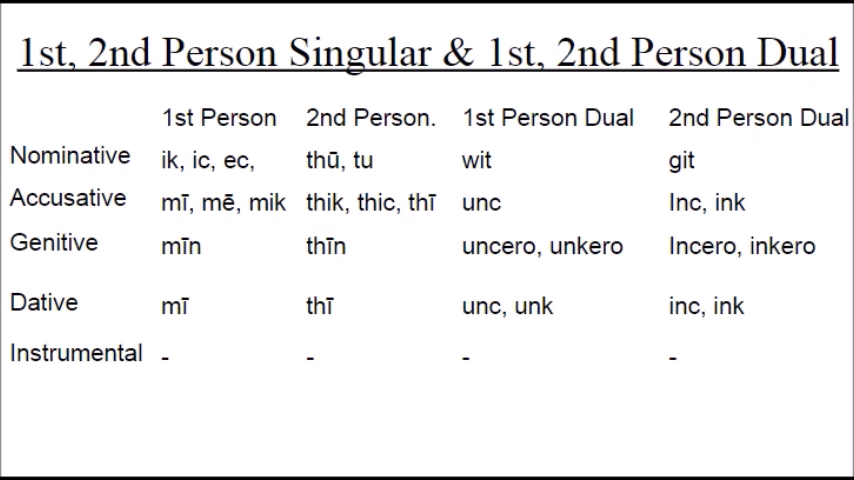 1st, 2nd Person Singular & 1st, 2nd Person Dual
1st Person 2nd Person. 1st Person Dual 2nd Person Dual
Nominative ik, ic, ec, thū, tu wit git
Accusative mī, mē, mik thik, thic, thī unc Inc, ink
Genitive mīn thīn uncero, unkero Incero, inkero
Dative mī thī unc, unk inc, ink
Instrumental - - - -